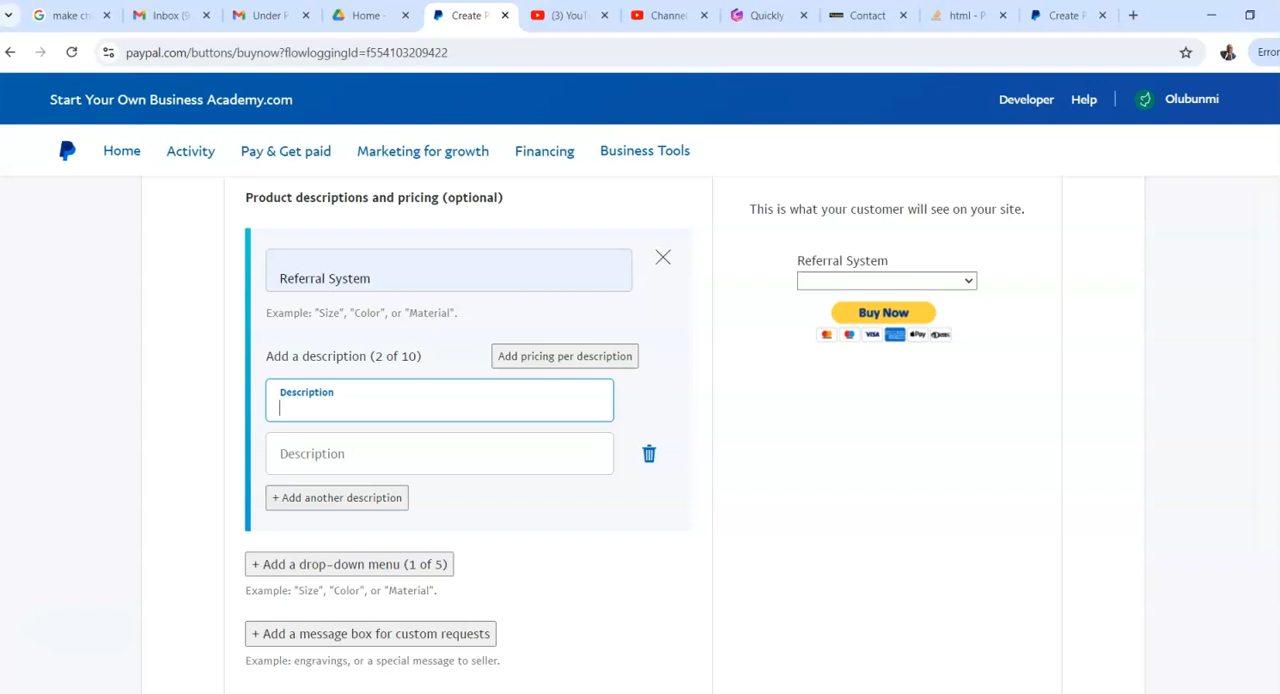 make ch
Inbox (9
Under P
Home -
Create P
(3) YouT
Channel
Quickly
Contact
html - P
Create P
paypal.com/buttons/buynow?flowloggingId=f554103209422
Error
Start Your Own Business Academy.com
Developer
Help
Olubunmi
Home
Activity
Pay & Get paid
Marketing for growth
Financing
Business Tools
Product descriptions and pricing (optional)
This is what your customer will see on your site.
Referral System
Referral System
Example: "Size", "Color", or "Material".
Buy Now
VISA
Pay
Add a description (2 of 10)
Add pricing per description
Description
Description
+ Add another description
+ Add a drop-down menu (1 of 5)
Example: "Size", "Color", or "Material".
+ Add a message box for custom requests
Example: engravings, or a special message to seller.